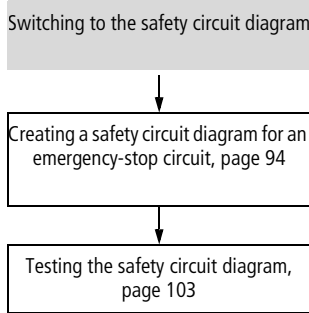 Switching to the safety circuit diagram
Creating a safety circuit diagram for an
emergency-stop circuit, page 94
Testing the safety circuit diagram,
page 103